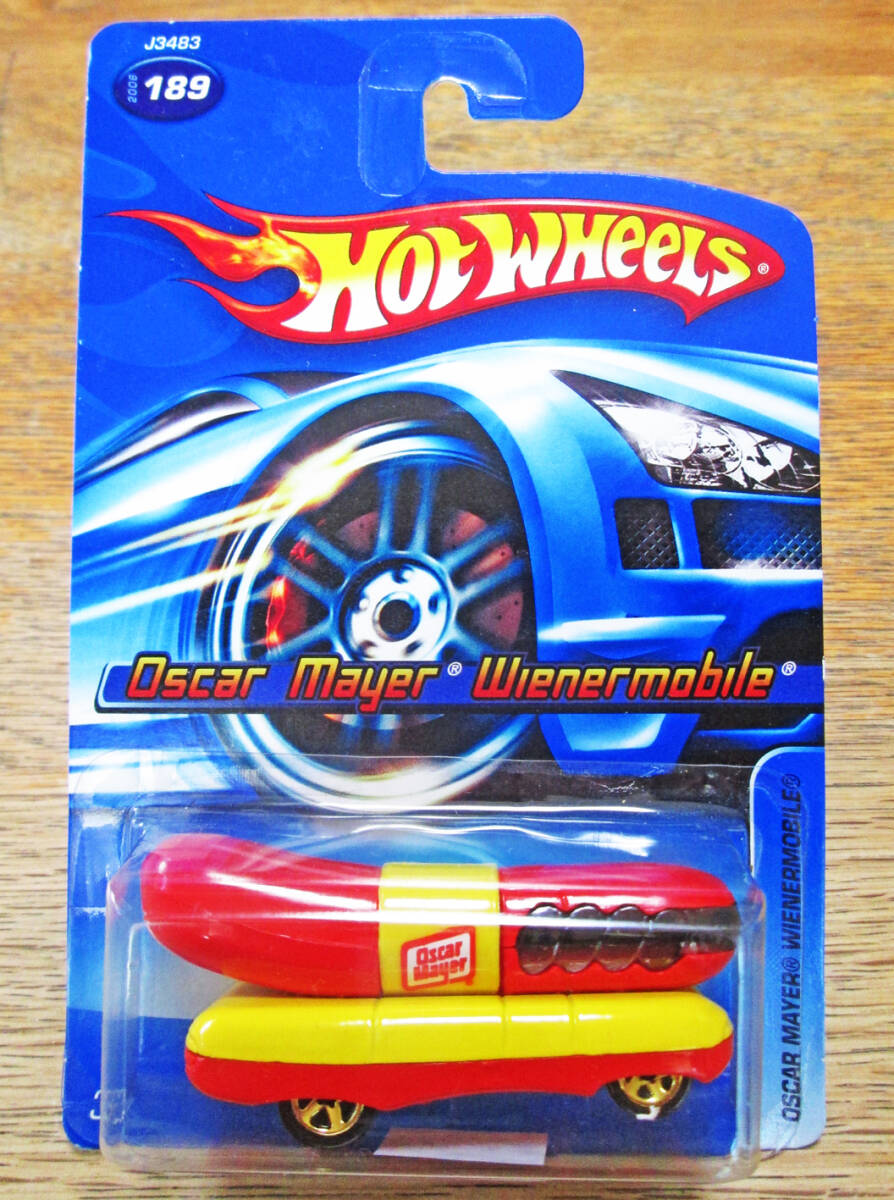 J3483
2006
189
HOT WHEELS®
Oscar Mayer® Wienermobile®
OSCAR MAYER® WIENERMOBILE®
Oscar
Mayer